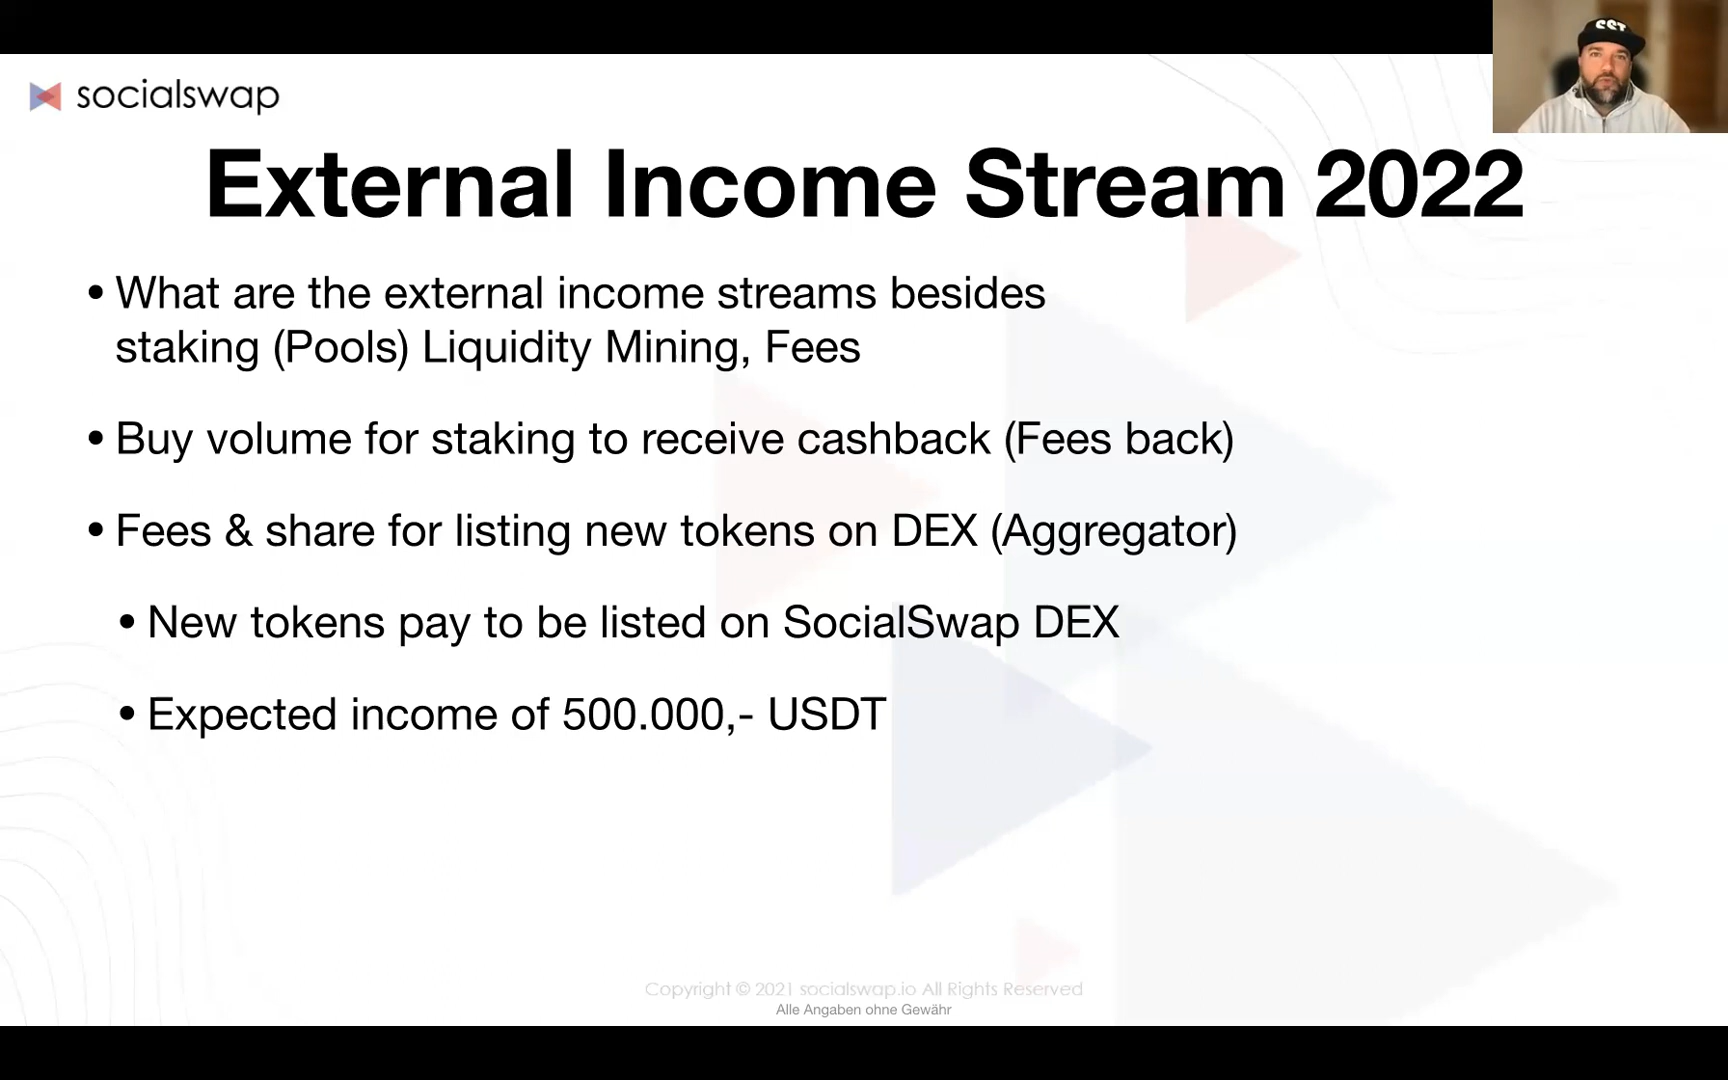 SST
socialswap
External Income Stream 2022
• What are the external income streams besides
staking (Pools) Liquidity Mining, Fees
• Buy volume for staking to receive cashback (Fees back)
• Fees & share for listing new tokens on DEX (Aggregator)
• New tokens pay to be listed on SocialSwap DEX
• Expected income of 500.000,- USDT
Copyright © 2021 socialswap.io All Rights Reserved
Alle Angaben ohne Gewähr